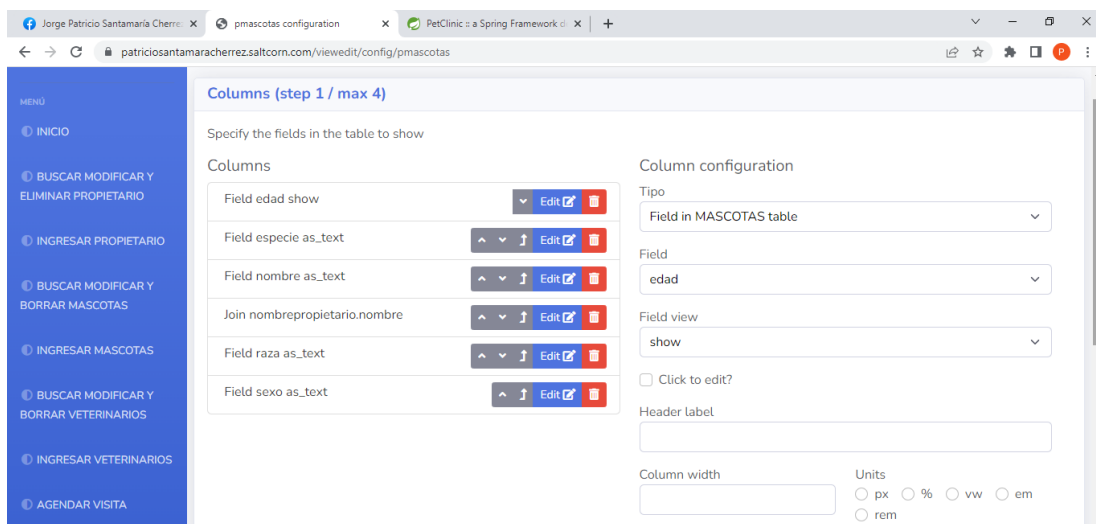 Jorge Patricio Santamaría Cherre
pmascotas configuration
PetClinic :: a Spring Framework d
patriciosantamaracherrez.saltcorn.com/viewedit/config/pmascotas
P
MENÚ
INICIO
BUSCAR MODIFICAR Y
ELIMINAR PROPIETARIO
INGRESAR PROPIETARIO
BUSCAR MODIFICAR Y
BORRAR MASCOTAS
INGRESAR MASCOTAS
BUSCAR MODIFICAR Y
BORRAR VETERINARIOS
INGRESAR VETERINARIOS
AGENDAR VISITA
Columns (step 1 / max 4)
Specify the fields in the table to show
Columns
Field edad show Edit
Field especie as_text Edit
Field nombre as_text Edit
Join nombrepropietario.nombre Edit
Field raza as_text Edit
Field sexo as_text Edit
Column configuration
Tipo
Field in MASCOTAS table
Field
edad
Field view
show
Click to edit?
Header label
Column width
Units
px % vw em
rem